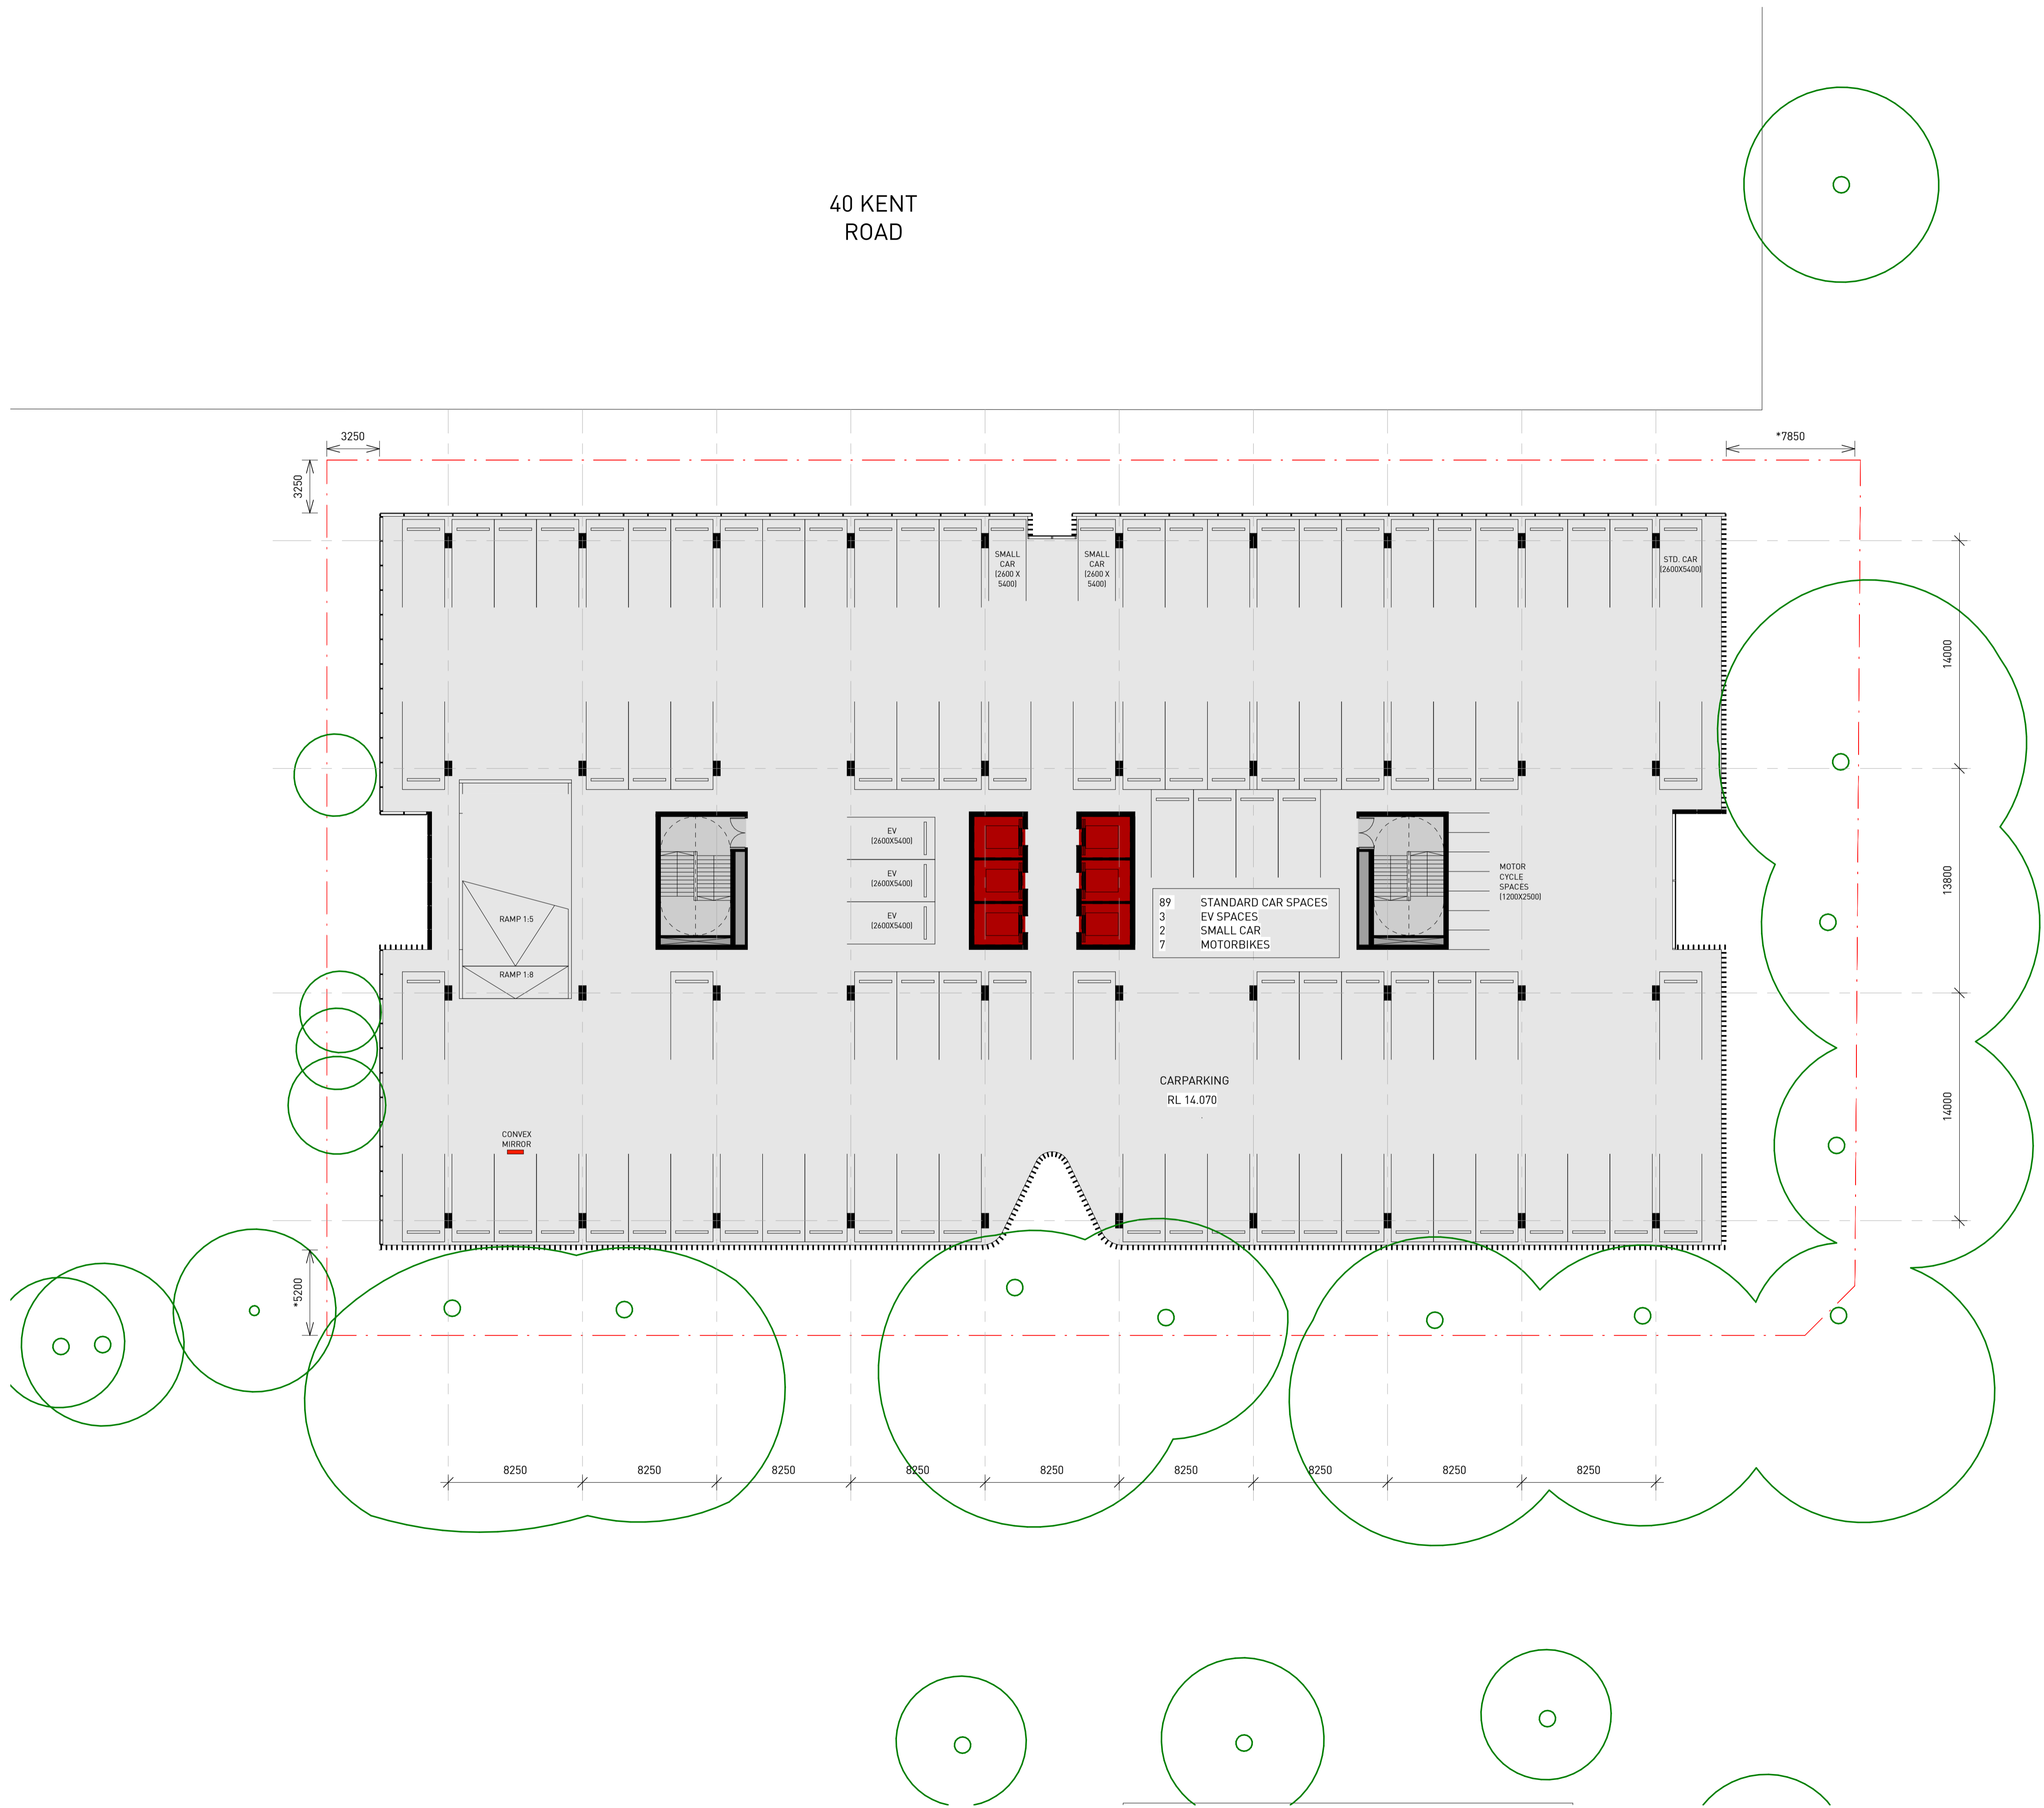 40 KENT
ROAD
3250
*7850
3250
SMALL
CAR
(2600 X
5400)
SMALL
CAR
(2600 X
5400)
STD. CAR
(2600X5400)
14000
EV
(2600X5400)
EV
(2600X5400)
EV
(2600X5400)
MOTOR
CYCLE
SPACES
(1200X2500)
13800
89 STANDARD CAR SPACES
3 EV SPACES
2 SMALL CAR
7 MOTORBIKES
RAMP 1:5
RAMP 1:8
CARPARKING
RL 14.070
14000
CONVEX
MIRROR
*5200
8250 8250 8250 8250 8250 8250 8250 8250 8250